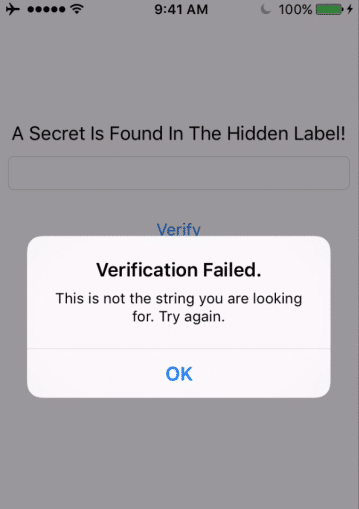 9:41 AM 100%
A Secret Is Found In The Hidden Label!
Verify
Verification Failed.
This is not the string you are looking
for. Try again.
OK